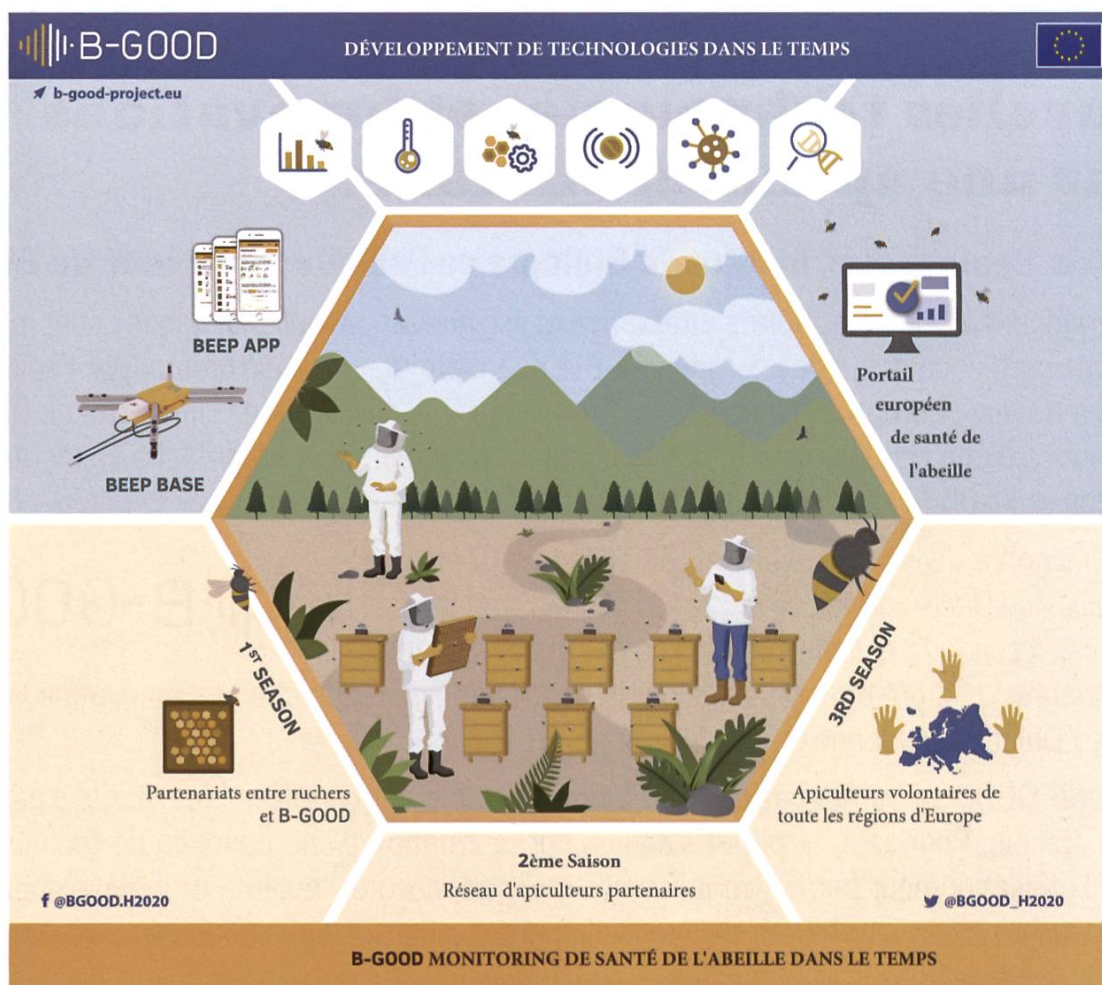 B-GOOD
DÉVELOPPEMENT DE TECHNOLOGIES DANS LE TEMPS
b-good-project.eu
BEEP APP
BEEP BASE
Portail
européen
de santé de
l'abeille
1ST SEASON
3RD SEASON
Partenariats entre ruchers
et B-GOOD
Apiculteurs volontaires de
toute les régions d'Europe
2ème Saison
Réseau d'apiculteurs partenaires
@BGOOD.H2020
@BGOOD_H2020
B-GOOD MONITORING DE SANTÉ DE L'ABEILLE DANS LE TEMPS